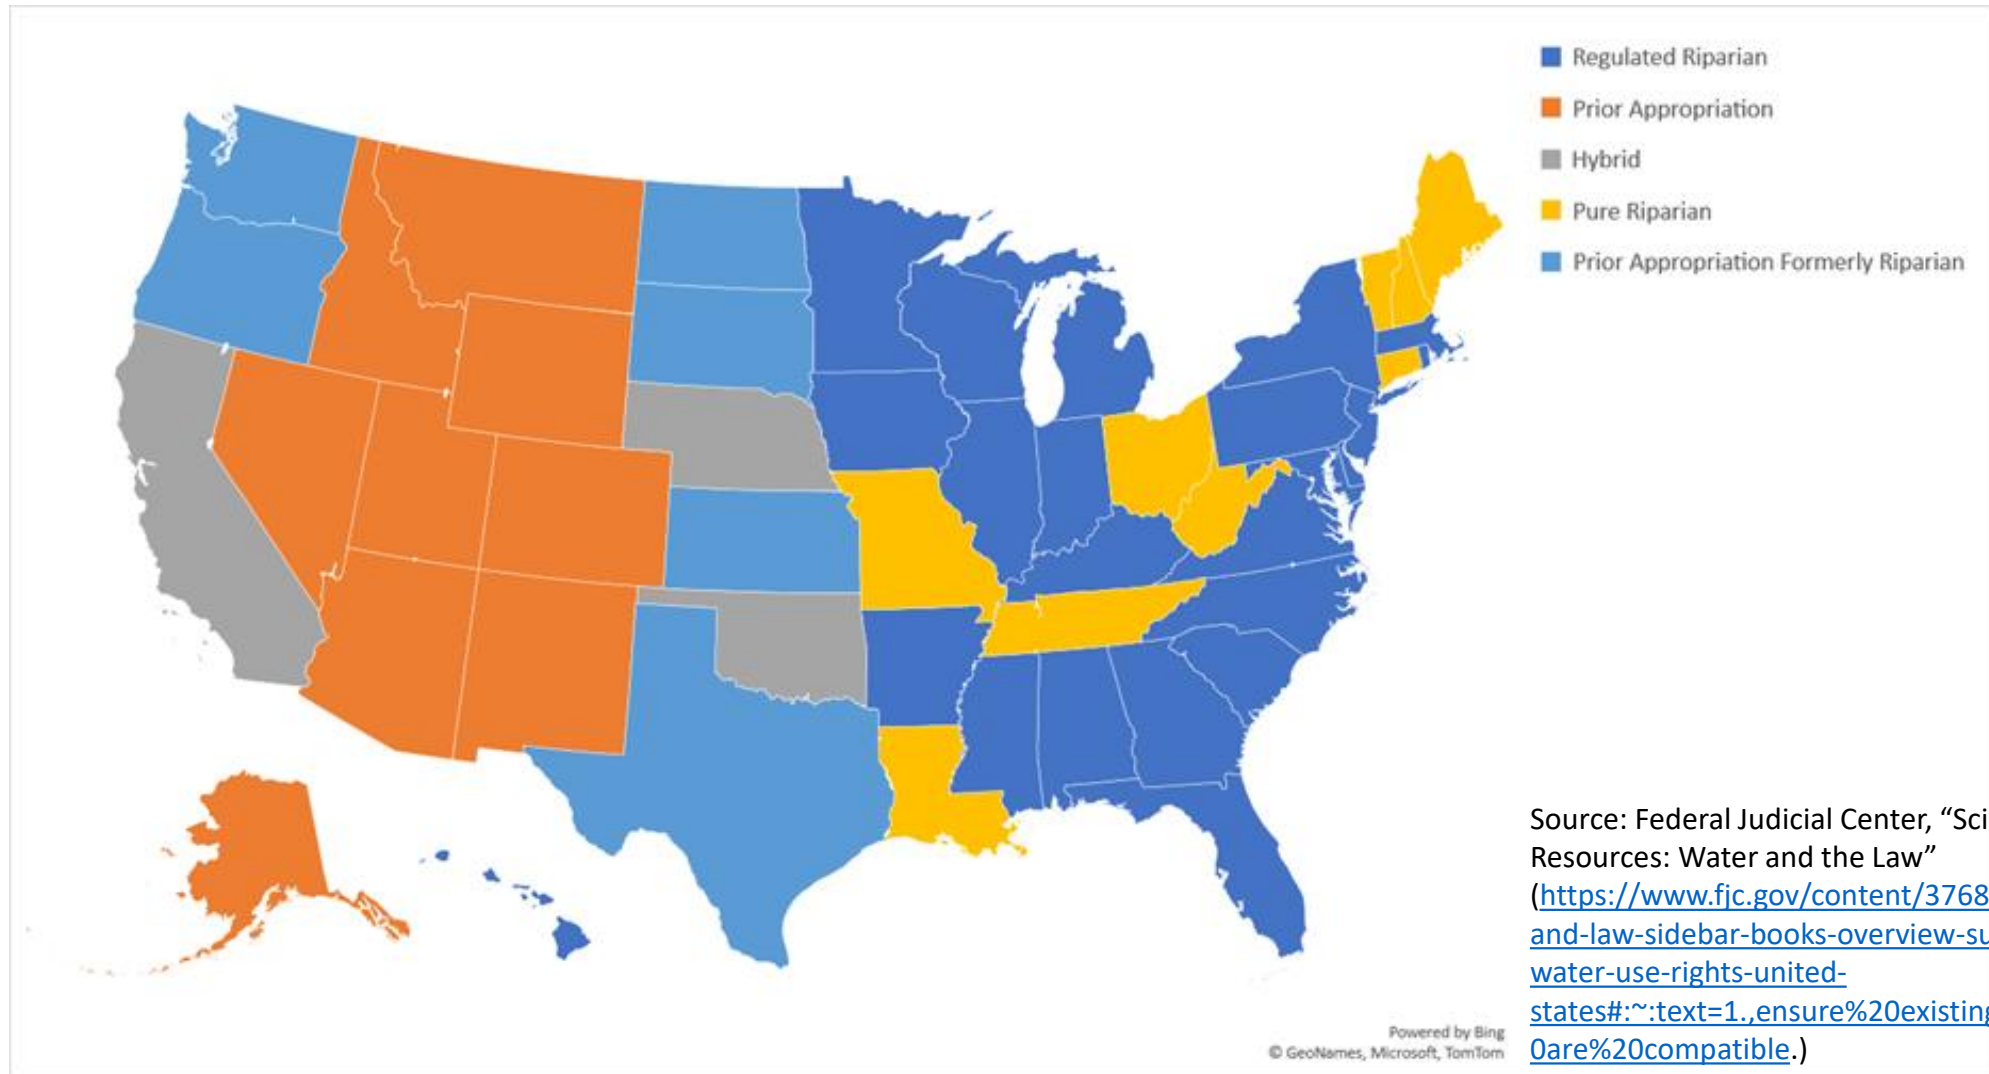 Regulated Riparian
Prior Appropriation
Hybrid
Pure Riparian
Prior Appropriation Formerly Riparian
Source: Federal Judicial Center, “Sci
Resources: Water and the Law”
(https://www.fjc.gov/content/3768
and-law-sidebar-books-overview-su
water-use-rights-united-
states#:~:text=1.,ensure%20existing
0are%20compatible.)
Powered by Bing
© GeoNames, Microsoft, TomTom